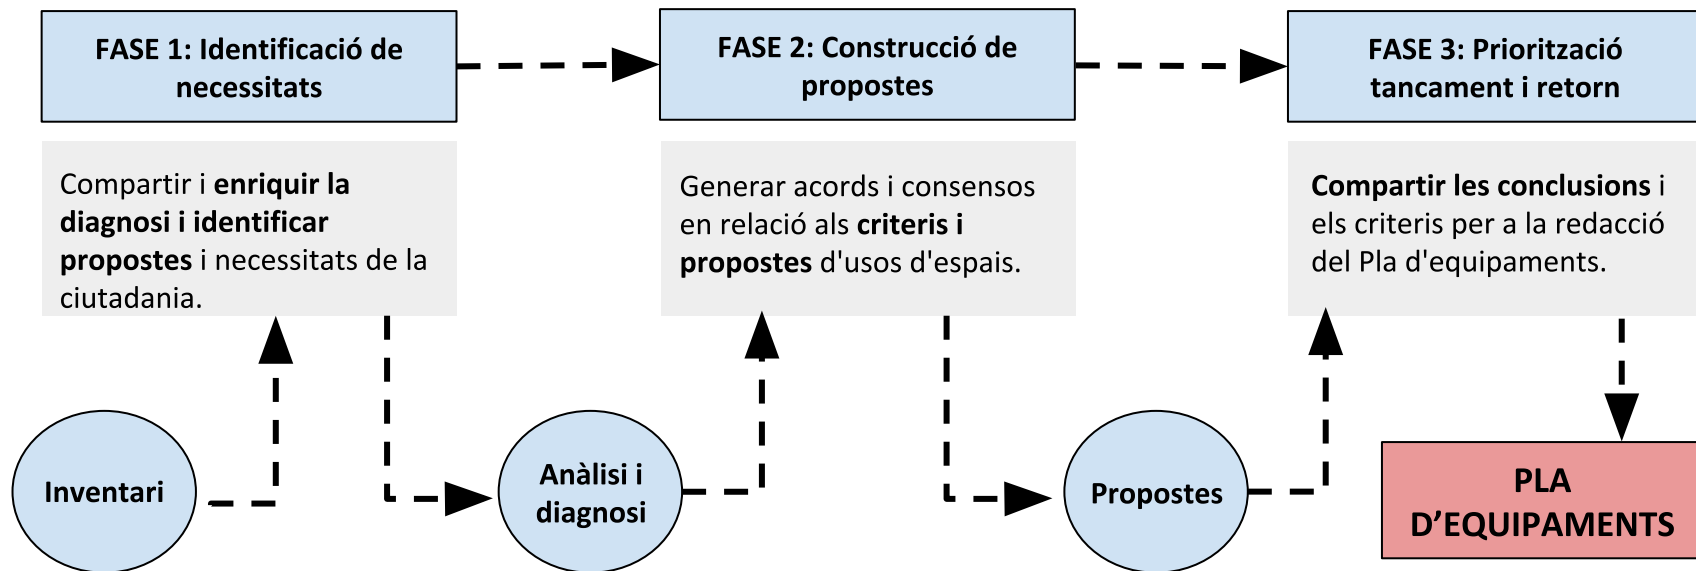 FASE 1: Identificació de
necessitats
FASE 2: Construcció de
propostes
FASE 3: Priorització
tancament i retorn
Compartir i enriquir la
diagnosi i identificar
propostes i necessitats de la
ciutadania.
Generar acords i consensos
en relació als criteris i
propostes d'usos d'espais.
Compartir les conclusions i
els criteris per a la redacció
del Pla d'equipaments.
Inventari
Anàlisi i
diagnosi
Propostes
PLA
D’EQUIPAMENTS